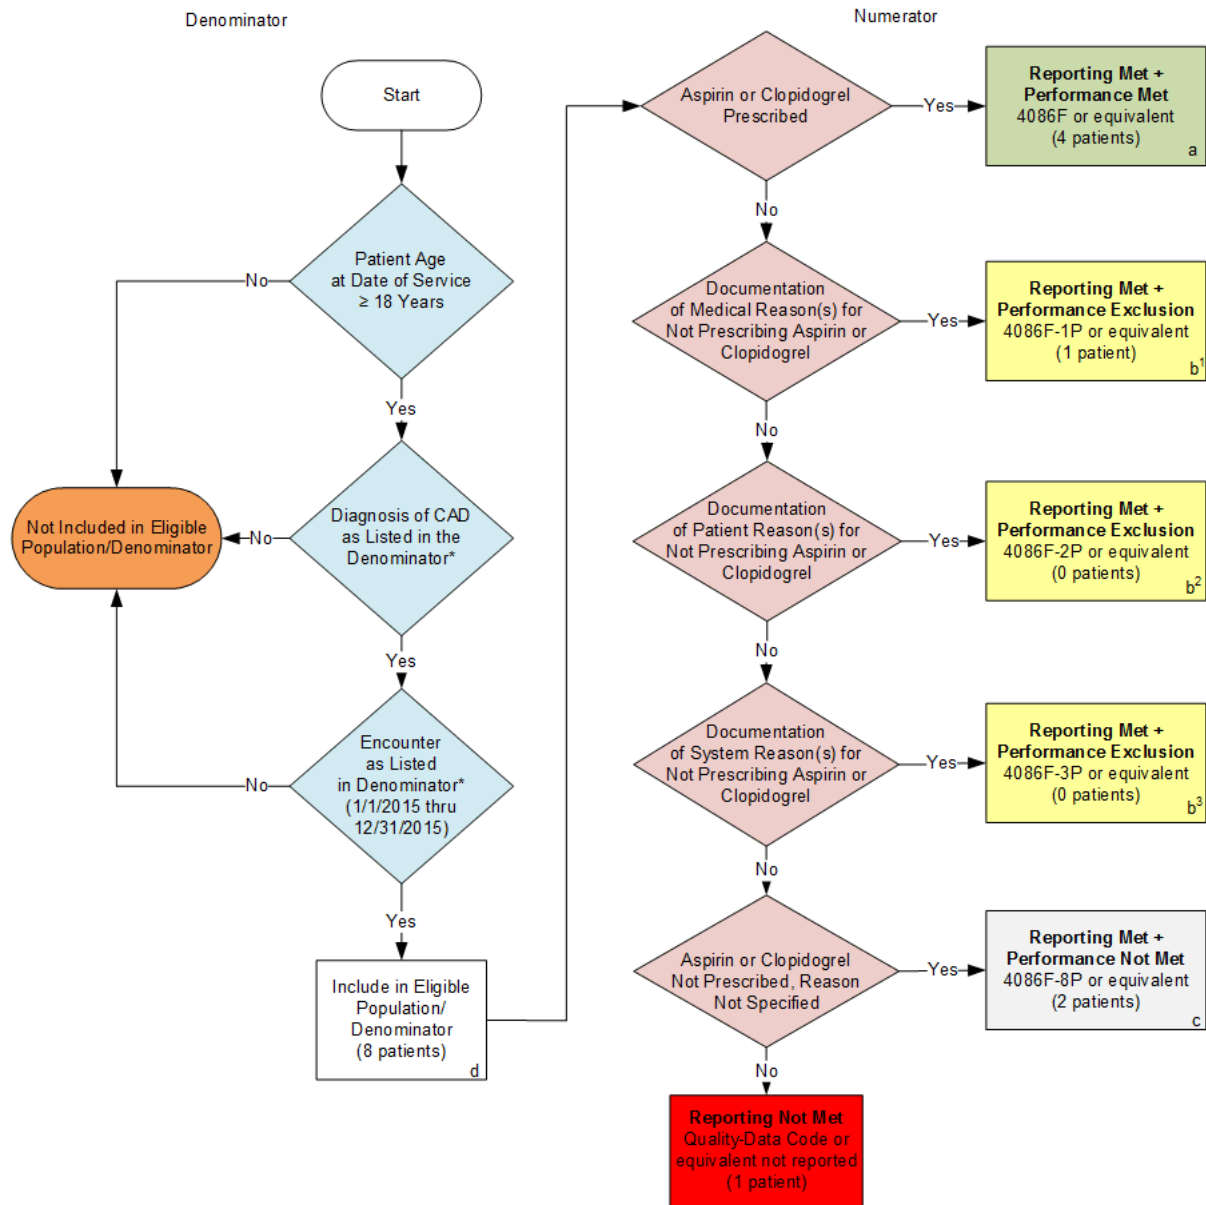 Denominator
Numerator
Start
Patient Age
at Date of Service
≥ 18 Years
No
Yes
Diagnosis of CAD
as Listed in the
Denominator*
No
Not Included in Eligible
Population/Denominator
Yes
Encounter
as Listed
in Denominator*
(1/1/2015 thru
12/31/2015)
No
Yes
Include in Eligible
Population/
Denominator
(8 patients)
d
Aspirin or Clopidogrel
Prescribed
Yes
Reporting Met +
Performance Met
4086F or equivalent
(4 patients)
a
No
Documentation
of Medical Reason(s) for
Not Prescribing Aspirin or
Clopidogrel
Yes
Reporting Met +
Performance Exclusion
4086F-1P or equivalent
(1 patient)
b¹
No
Documentation
of Patient Reason(s) for
Not Prescribing Aspirin or
Clopidogrel
Yes
Reporting Met +
Performance Exclusion
4086F-2P or equivalent
(0 patients)
b²
No
Documentation
of System Reason(s) for
Not Prescribing Aspirin or
Clopidogrel
Yes
Reporting Met +
Performance Exclusion
4086F-3P or equivalent
(0 patients)
b³
No
Aspirin or Clopidogrel
Not Prescribed, Reason
Not Specified
Yes
Reporting Met +
Performance Not Met
4086F-8P or equivalent
(2 patients)
c
No
Reporting Not Met
Quality-Data Code or
equivalent not reported
(1 patient)